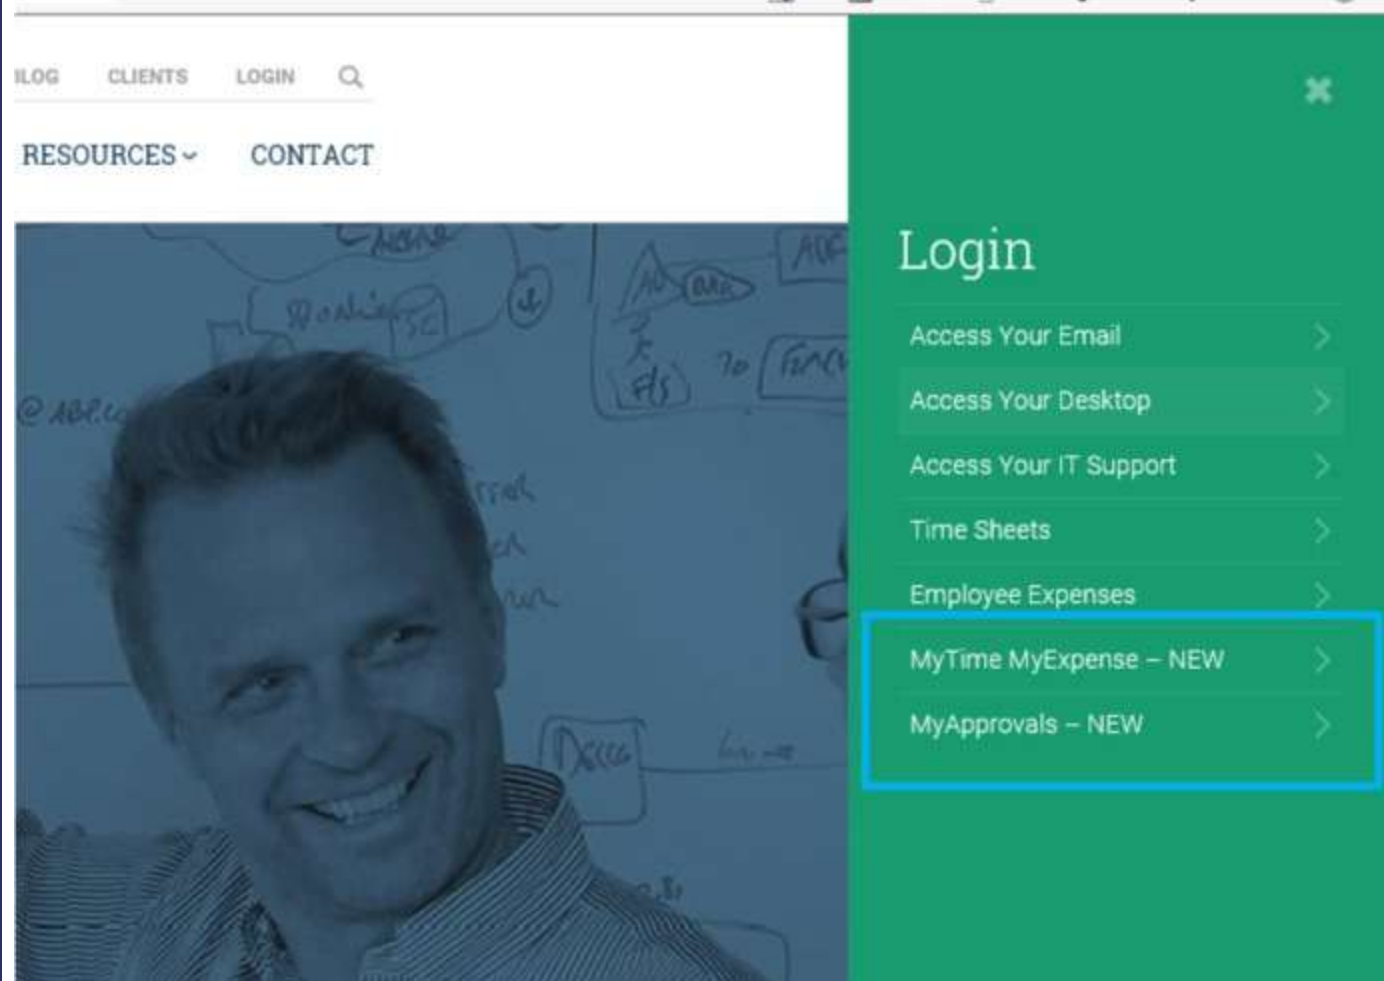 CLIENTS LOGIN
RESOURCES CONTACT
Login
Access Your Email
Access Your Desktop
Access Your IT Support
Time Sheets
Employee Expenses
MyTime MyExpense – NEW
MyApprovals – NEW